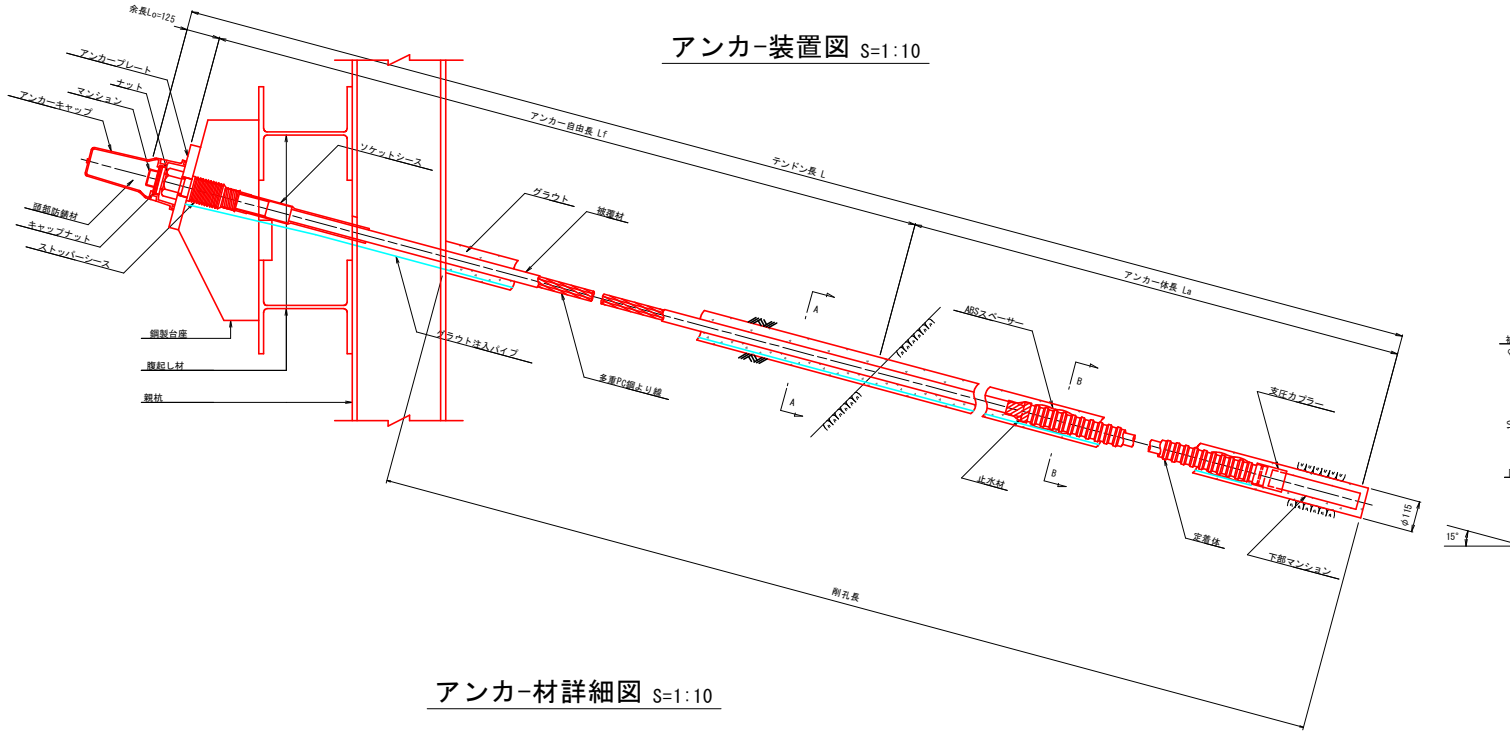 アンカ-装置図 S=1:10
余長Lo=125
アンカープレート
ナット
マンション
アンカーキャップ
アンカー自由長 Lf
テンドン長 L
ソケットシース
グラウト
被覆材
アンカー体長 La
頭部防錆材
キャップナット
ストッパーシース
鋼製台座
腹起し材
親杭
グラウト注入パイプ
多重PC鋼より線
A
A
ABSスペーサー
B
B
支圧カプラー
止水材
定着体
下部マンション
φ115
15°
削孔長
アンカ-材詳細図 S=1:10